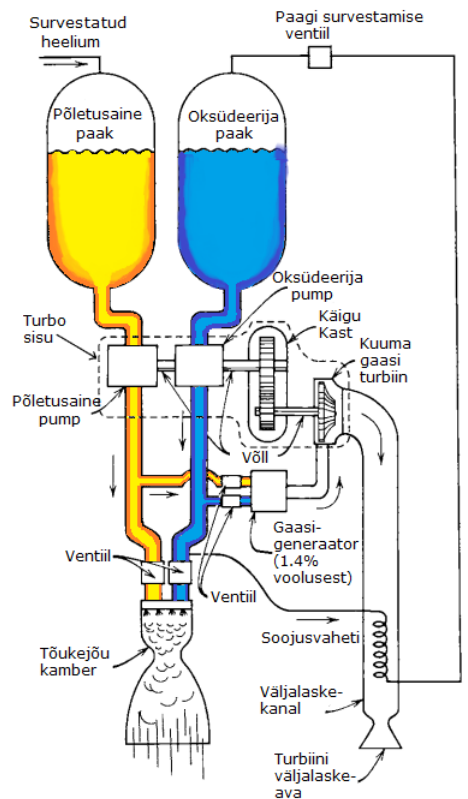 Survestatud
heelium
Paagi survestamise
ventiil
Põletusaine
paak
Oksüdeerija
paak
Oksüdeerija
pump
Käigu
Kast
Turbo
sisu
Kuuma
gaasi
turbiin
Põletusaine
pump
Võll
Gaasi-
generaator
(1.4%
voolusest)
Ventiil
Ventiil
Soojusvaheti
Tõukejõu
kamber
Väljalaske-
kanal
Turbiini
väljalaske-
ava